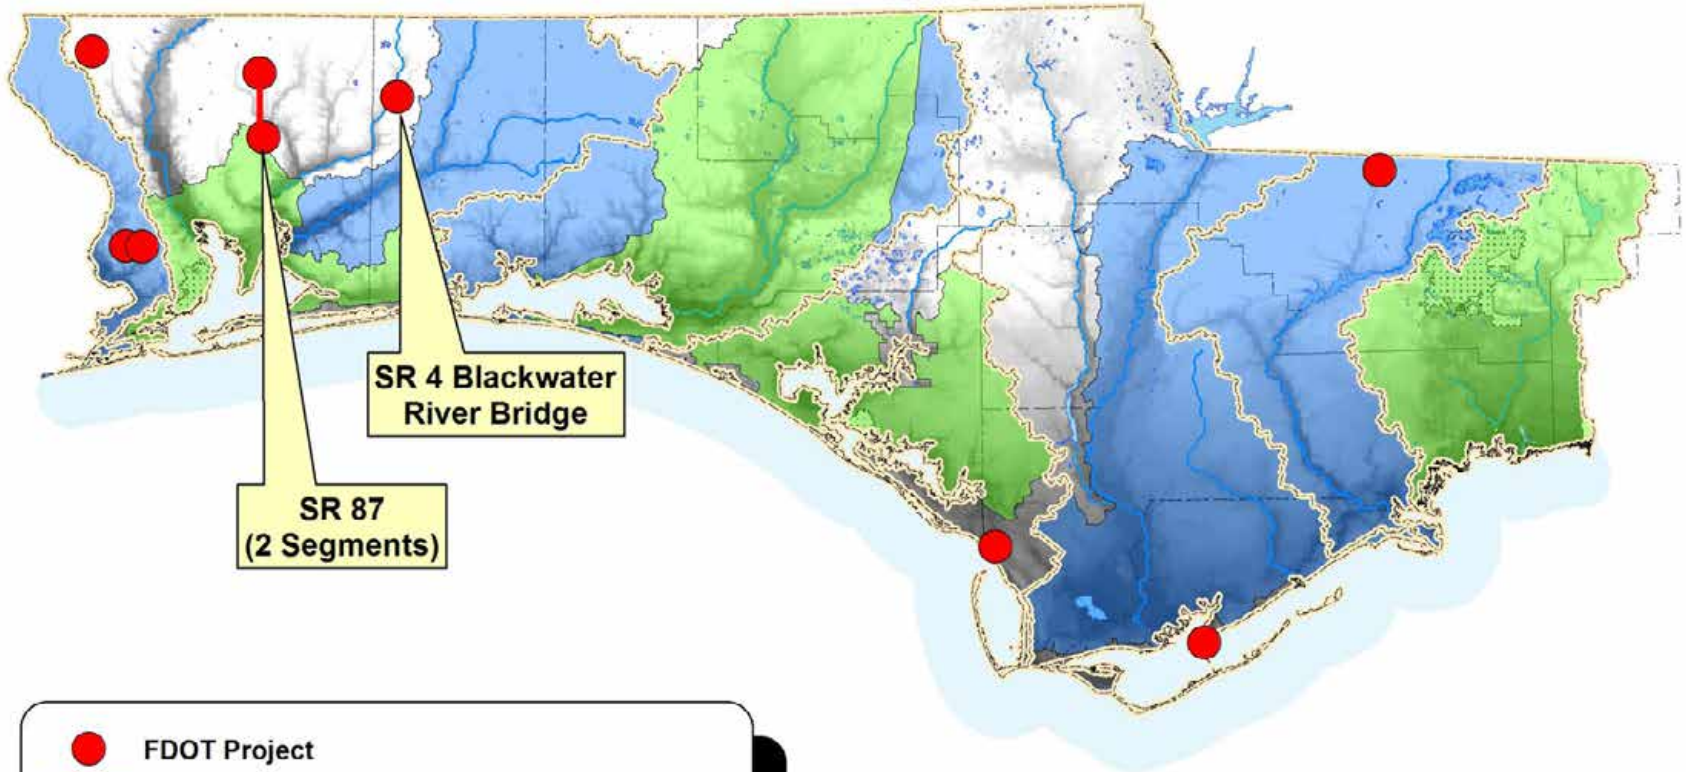 SR 4 Blackwater
River Bridge
SR 87
(2 Segments)
FDOT Project